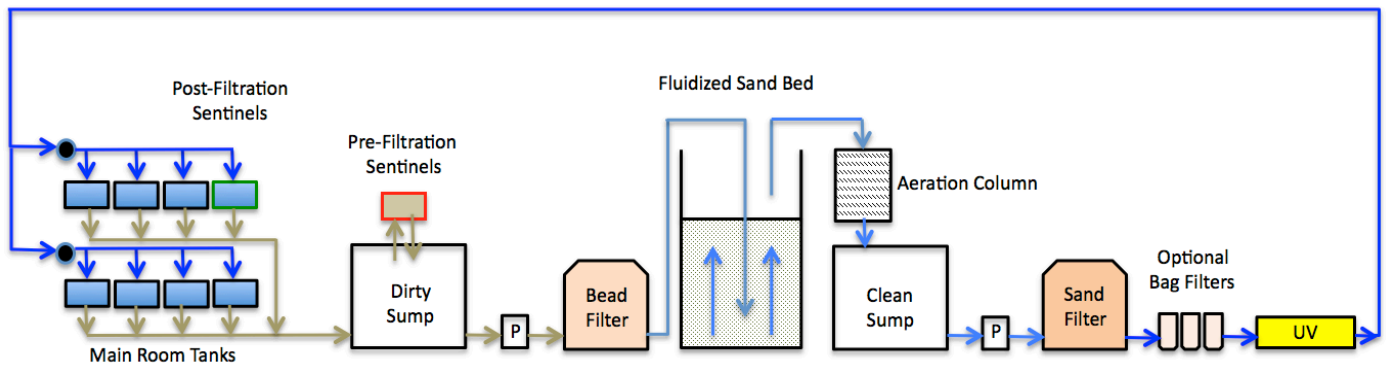 Post-Filtration
Sentinels
Pre-Filtration
Sentinels
Fluidized Sand Bed
Aeration Column
Optional
Bag Filters
Dirty
Sump
P
Bead
Filter
Clean
Sump
P
Sand
Filter
UV
Main Room Tanks